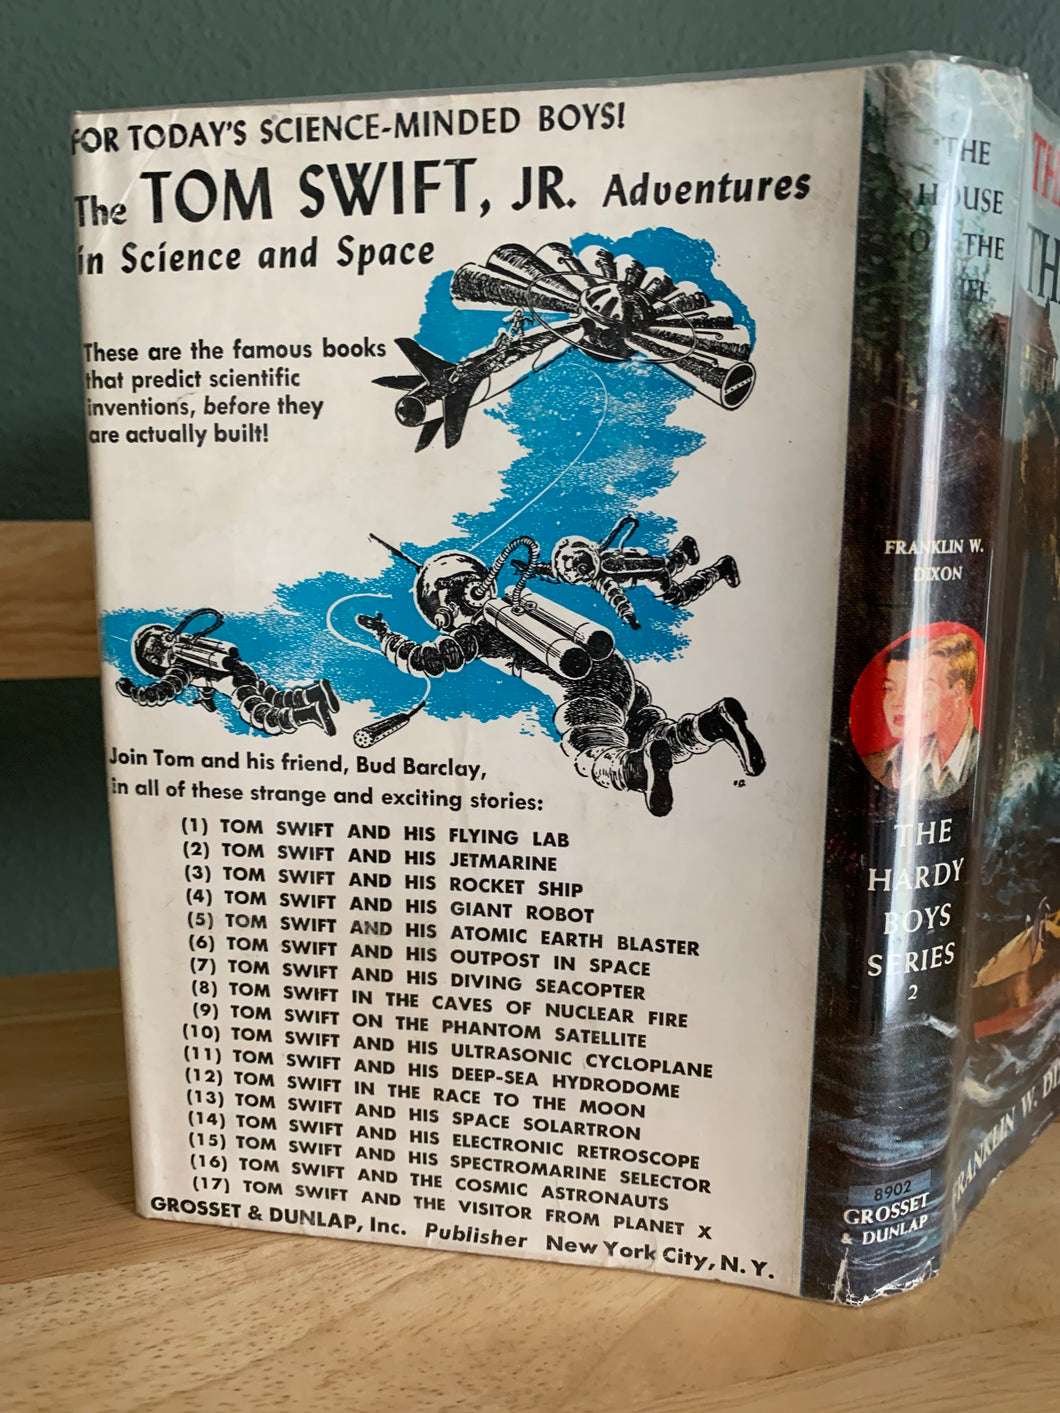 FOR TODAY'S SCIENCE-MINDED BOYS!
The TOM SWIFT, JR. Adventures
in Science and Space
These are the famous books
that predict scientific
inventions, before they
are actually built!
Join Tom and his friend, Bud Barclay,
in all of these strange and exciting stories:
(1) TOM SWIFT AND HIS FLYING LAB
(2) TOM SWIFT AND HIS JETMARINE
(3) TOM SWIFT AND HIS ROCKET SHIP
(4) TOM SWIFT AND HIS GIANT ROBOT
(5) TOM SWIFT AND HIS ATOMIC EARTH BLASTER
(6) TOM SWIFT AND HIS OUTPOST IN SPACE
(7) TOM SWIFT AND HIS DIVING SEACOPTER
(8) TOM SWIFT IN THE CAVES OF NUCLEAR FIRE
(9) TOM SWIFT ON THE PHANTOM SATELLITE
(10) TOM SWIFT AND HIS ULTRASONIC CYCLOPLANE
(11) TOM SWIFT AND HIS DEEP-SEA HYDRODOME
(12) TOM SWIFT IN THE RACE TO THE MOON
(13) TOM SWIFT AND HIS SPACE SOLARTRON
(14) TOM SWIFT AND HIS ELECTRONIC RETROSCOPE
(15) TOM SWIFT AND HIS SPECTROMARINE SELECTOR
(16) TOM SWIFT AND THE COSMIC ASTRONAUTS
(17) TOM SWIFT AND THE VISITOR FROM PLANET X
GROSSET & DUNLAP, Inc. Publisher New York City, N. Y.
THE
HOUSE
ON THE
FRANKLIN W.
DIXON
THE
HARDY
BOYS
SERIES
2
8902
GROSSET
& DUNLAP
FRANKLIN W.